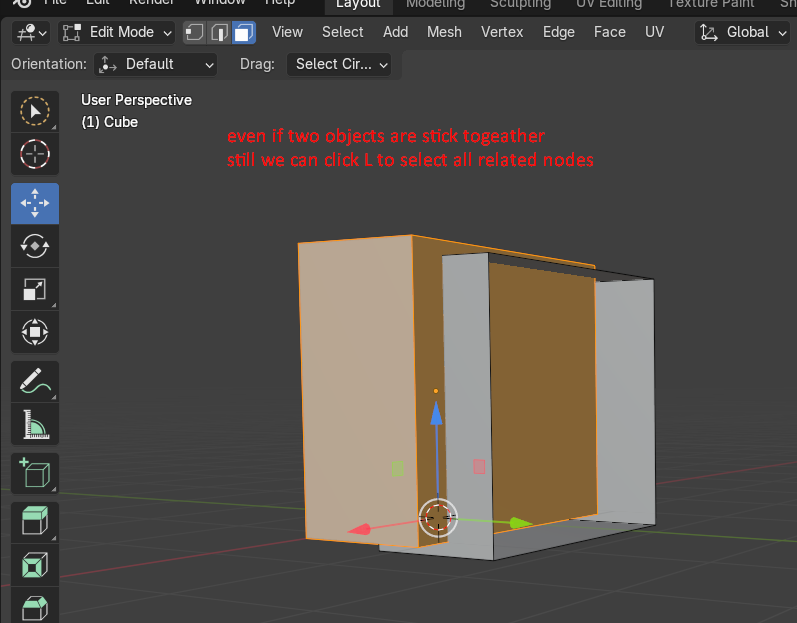 File Edit Render Window Help Layout Modeling Sculpting UV Editing Texture Paint
Edit Mode View Select Add Mesh Vertex Edge Face UV Global
Orientation: Default Drag: Select Cir...
User Perspective
(1) Cube
even if two objects are stick togeather
still we can click L to select all related nodes